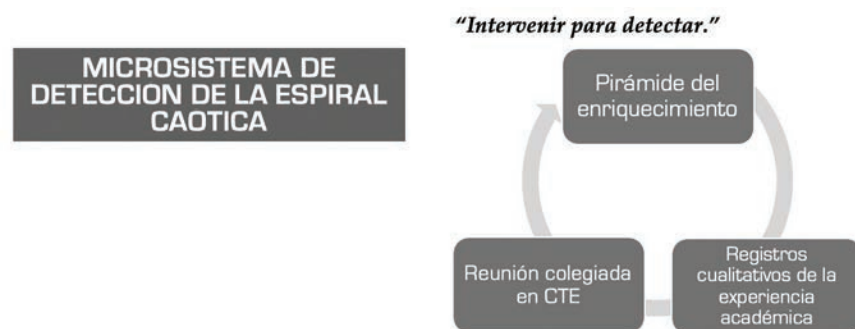 “Intervenir para detectar.”
MICROSISTEMA DE
DETECCION DE LA ESPIRAL
CAOTICA
Pirámide del
enriquecimiento
Reunión colegiada
en CTE
Registros
cualitativos de la
experiencia
académica